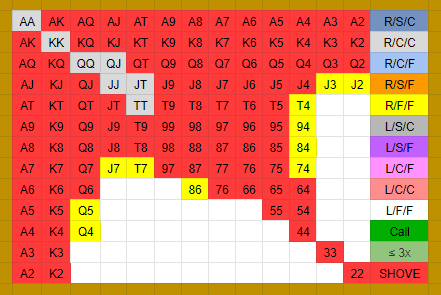 AA AK AQ AJ AT A9 A8 A7 A6 A5 A4 A3 A2 R/S/C
AK KK KQ KJ KT K9 K8 K7 K6 K5 K4 K3 K2 R/C/C
AQ KQ QQ QJ QT Q9 Q8 Q7 Q6 Q5 Q4 Q3 Q2 R/C/F
AJ KJ QJ JJ JT J9 J8 J7 J6 J5 J4 J3 J2 R/S/F
AT KT QT JT TT T9 T8 T7 T6 T5 T4 R/F/F
A9 K9 Q9 J9 T9 99 98 97 96 95 94 L/S/C
A8 K8 Q8 J8 T8 98 88 87 86 85 84 L/S/F
A7 K7 Q7 J7 T7 97 87 77 76 75 74 L/C/F
A6 K6 Q6 86 76 66 65 64 L/C/C
A5 K5 Q5 55 54 L/F/F
A4 K4 Q4 44 Call
A3 K3 33 ≤ 3x
A2 K2 22 SHOVE